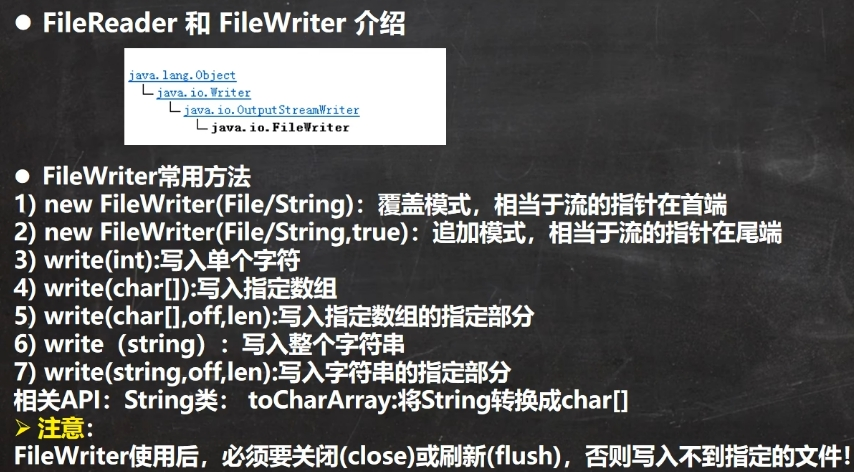 ● FileReader 和 FileWriter 介绍
java.lang.Object
java.io.Writer
java.io.OutputStreamWriter
java.io.FileWriter
● FileWriter常用方法
1) new FileWriter(File/String)：覆盖模式，相当于流的指针在首端
2) new FileWriter(File/String,true)：追加模式，相当于流的指针在尾端
3) write(int):写入单个字符
4) write(char[]):写入指定数组
5) write(char[],off,len):写入指定数组的指定部分
6) write（string）：写入整个字符串
7) write(string,off,len):写入字符串的指定部分
相关API：String类： toCharArray:将String转换成char[]
➢ 注意：
FileWriter使用后，必须要关闭(close)或刷新(flush)，否则写入不到指定的文件!